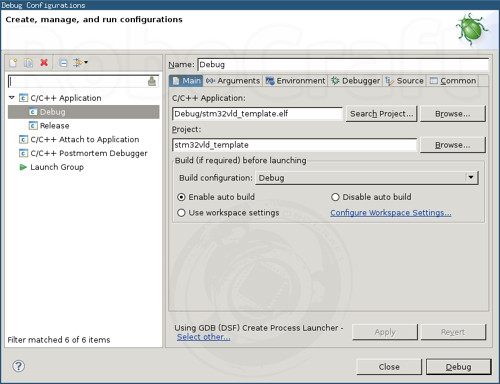 Debug Configurations
Create, manage, and run configurations
Name: Debug
Main Arguments Environment Debugger Source Common
C/C++ Application
Debug
Release
C/C++ Attach to Application
C/C++ Postmortem Debugger
Launch Group
Filter matched 6 of 6 items
C/C++ Application:
Debug/stm32vld_template.elf Search Project... Browse...
Project:
stm32vld_template Browse...
Build (if required) before launching
Build configuration: Debug
Enable auto build Disable auto build
Use workspace settings Configure Workspace Settings...
Using GDB (DSF) Create Process Launcher -
Select other...
Apply Revert
Close Debug